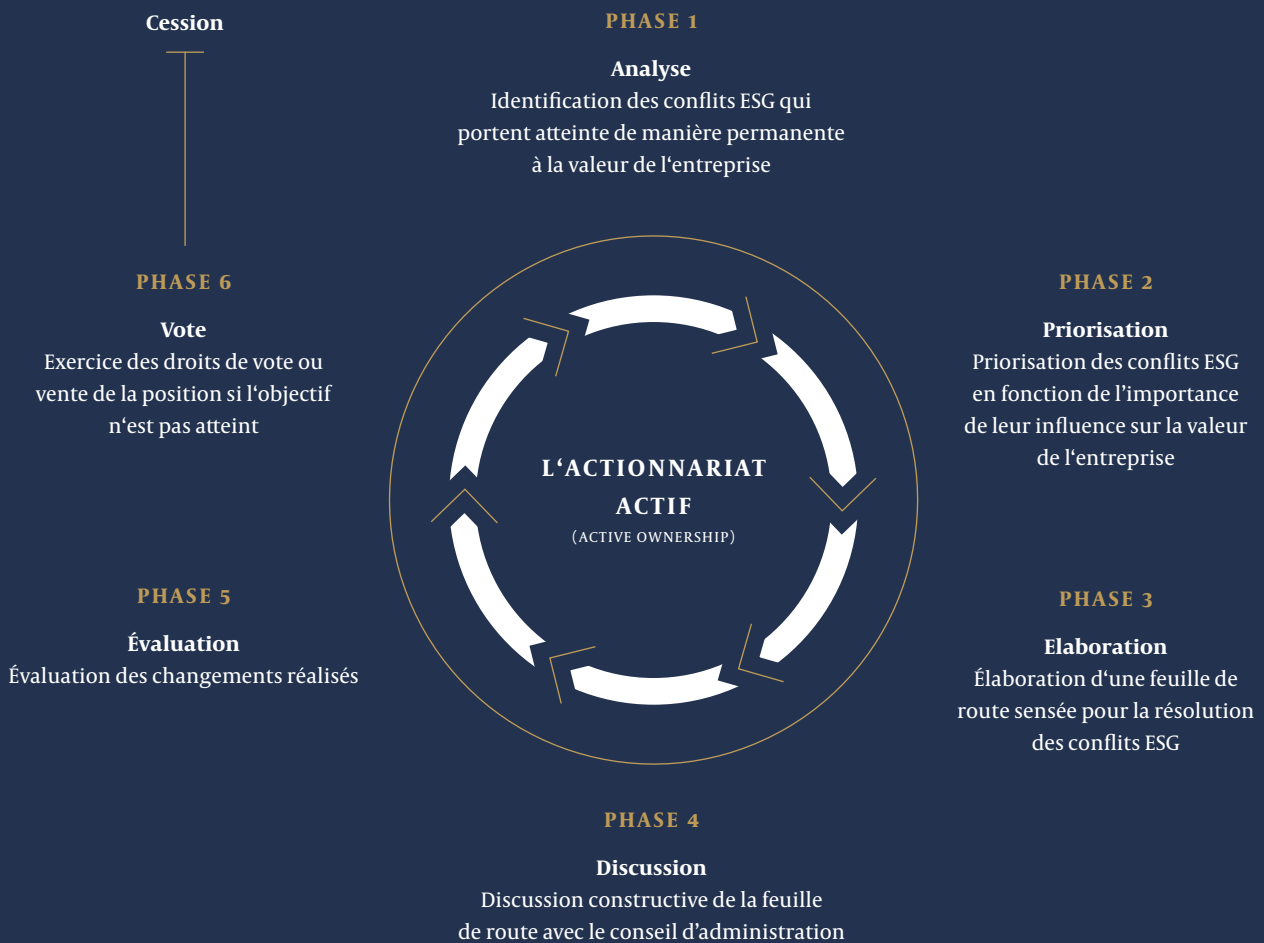 Cession
PHASE 1
Analyse
Identification des conflits ESG qui
portent atteinte de manière permanente
à la valeur de l‘entreprise
PHASE 2
Priorisation
Priorisation des conflits ESG
en fonction de l’importance
de leur influence sur la valeur
de l‘entreprise
PHASE 3
Elaboration
Élaboration d‘une feuille de
route sensée pour la résolution
des conflits ESG
PHASE 4
Discussion
Discussion constructive de la feuille
de route avec le conseil d’administration
PHASE 5
Évaluation
Évaluation des changements réalisés
PHASE 6
Vote
Exercice des droits de vote ou
vente de la position si l‘objectif
n‘est pas atteint
L‘ACTIONNARIAT
ACTIF
(ACTIVE OWNERSHIP)